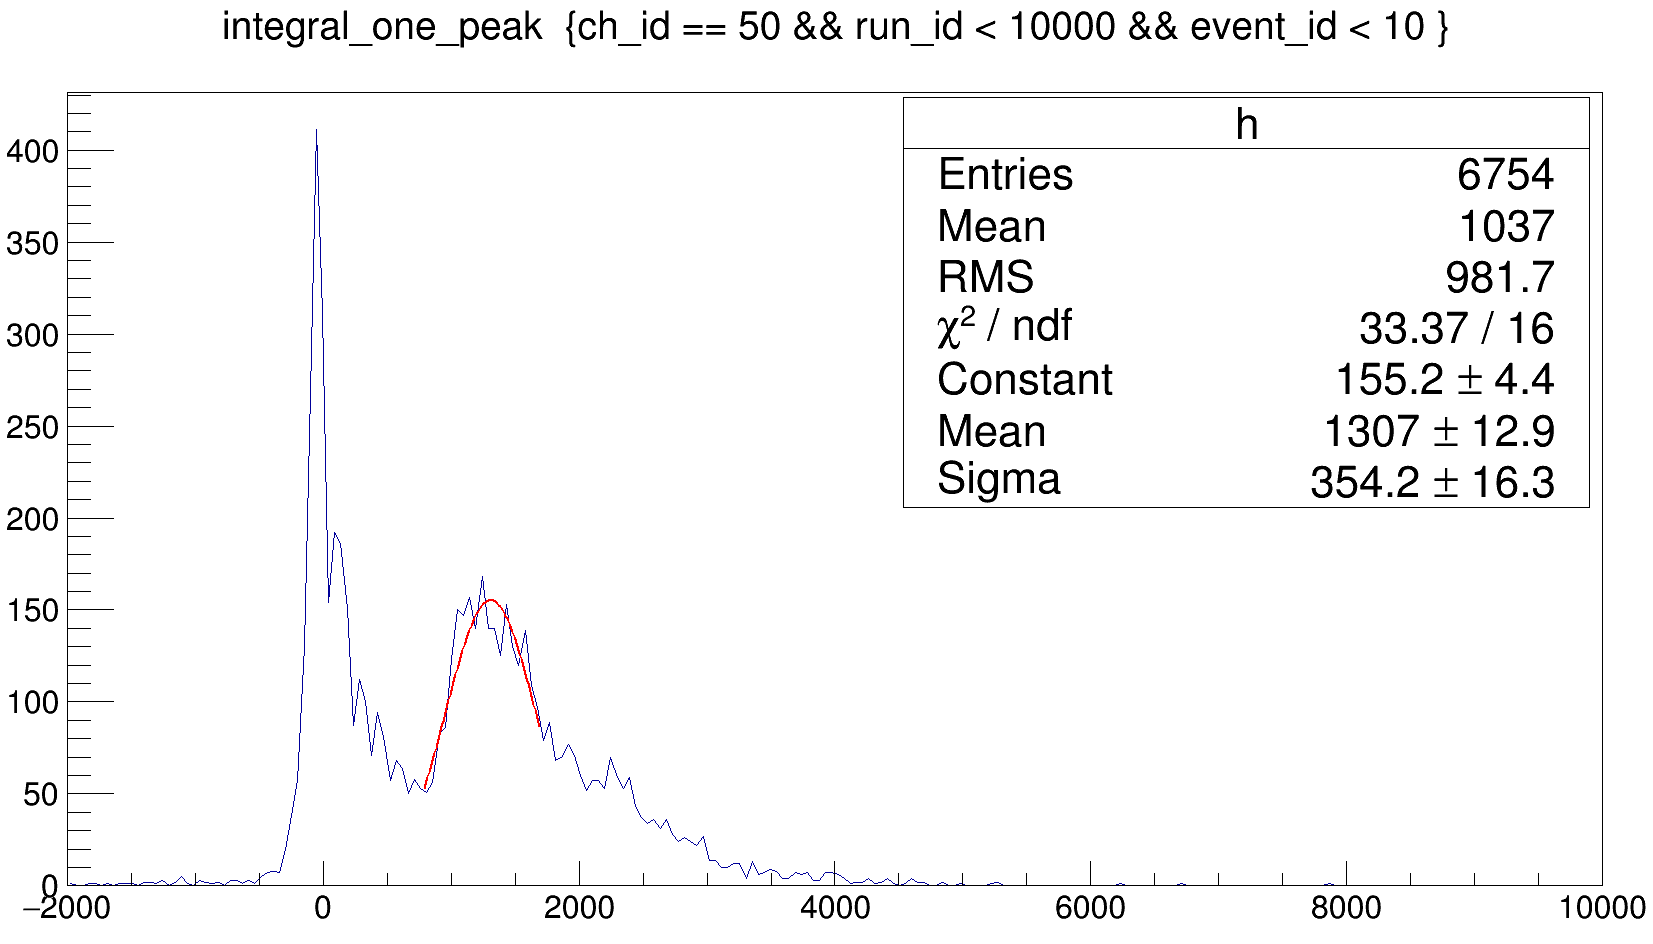 integral_one_peak {ch_id == 50 && run_id < 10000 && event_id < 10 }
h
Entries 6754
Mean 1037
RMS 981.7
χ² / ndf 33.37 / 16
Constant 155.2 ± 4.4
Mean 1307 ± 12.9
Sigma 354.2 ± 16.3
400
350
300
250
200
150
100
50
0
−2000 0 2000 4000 6000 8000 10000